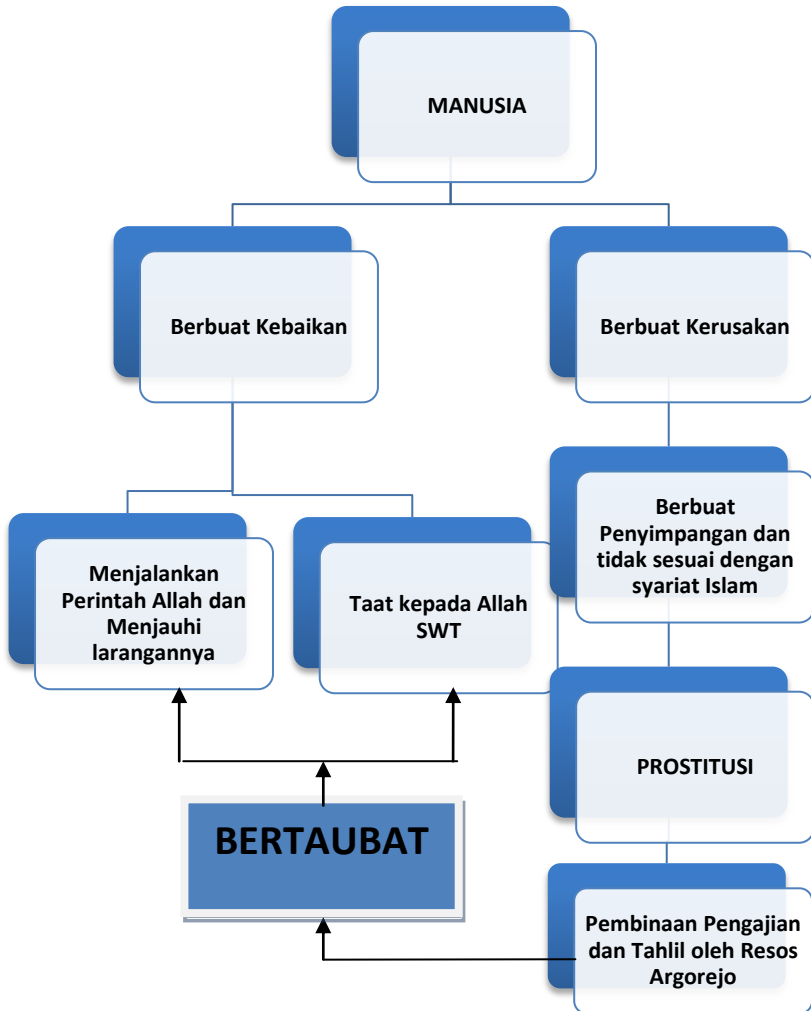 MANUSIA
Berbuat Kebaikan
Berbuat Kerusakan
Menjalankan
Perintah Allah dan
Menjauhi
larangannya
Taat kepada Allah
SWT
Berbuat
Penyimpangan dan
tidak sesuai dengan
syariat Islam
PROSTITUSI
BERTAUBAT
Pembinaan Pengajian
dan Tahlil oleh Resos
Argorejo